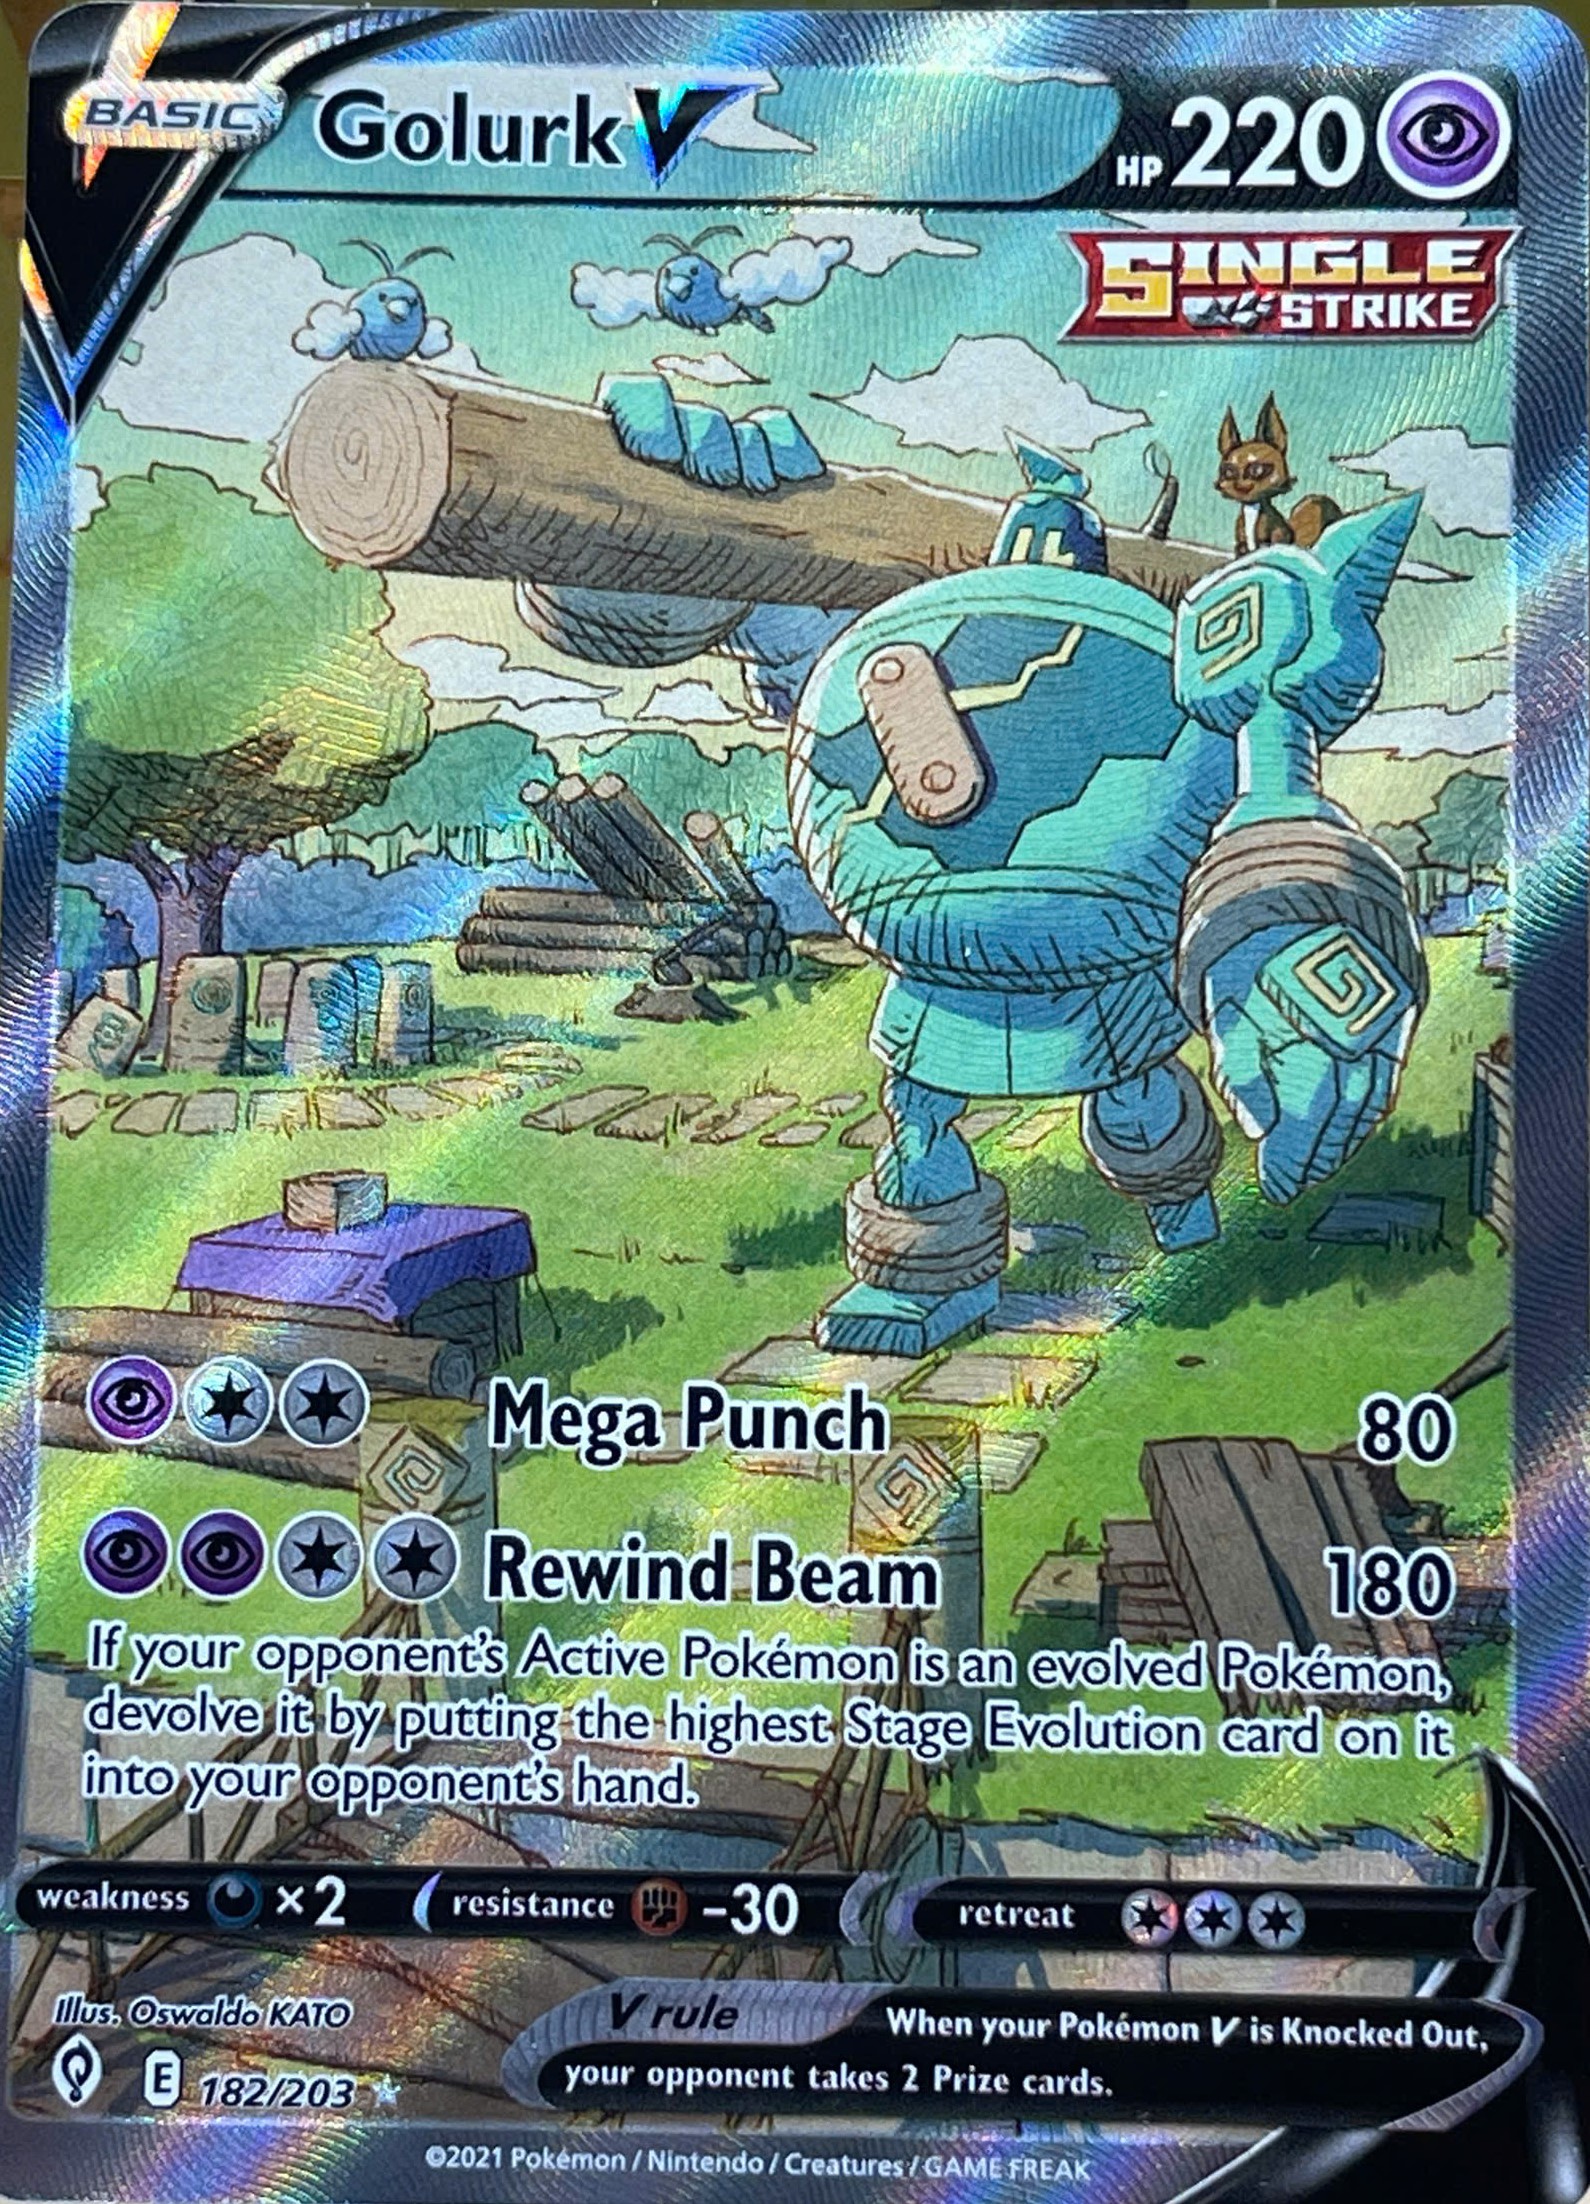 BASIC
Golurk V
HP 220
SINGLE
STRIKE
Mega Punch 80
Rewind Beam 180
If your opponent's Active Pokémon is an evolved Pokémon,
devolve it by putting the highest Stage Evolution card on it
into your opponent's hand.
weakness ×2 resistance -30 retreat
Illus. Oswaldo KATO
V rule When your Pokémon V is Knocked Out,
your opponent takes 2 Prize cards.
E 182/203 ★
©2021 Pokémon / Nintendo / Creatures / GAME FREAK